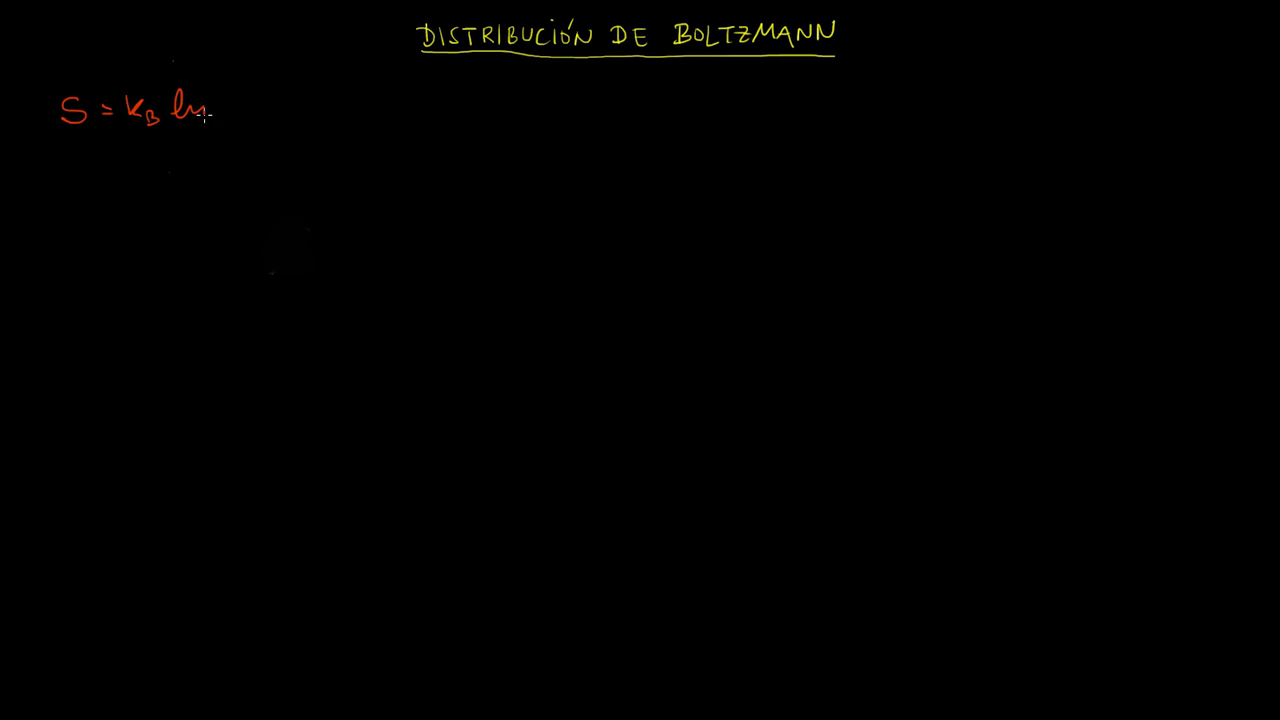 DISTRIBUCIÓN DE BOLTZMANN
S = k_B ln